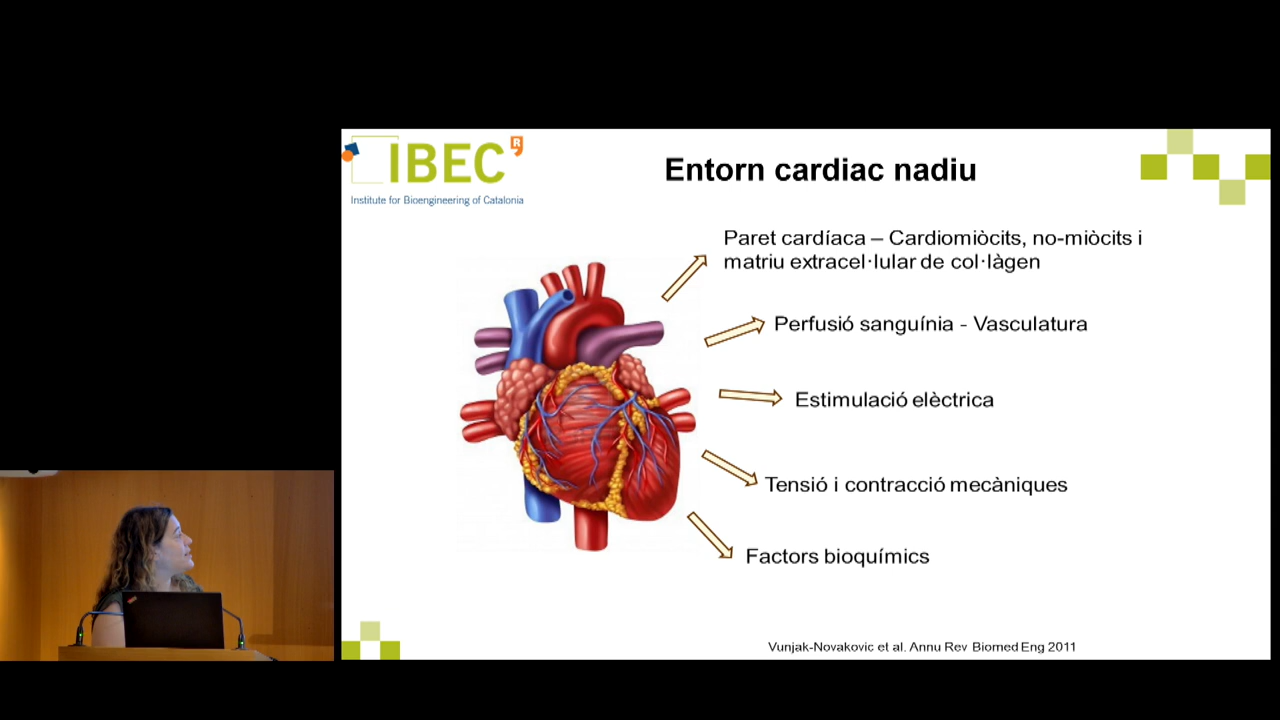 IBEC R
Institute for Bioengineering of Catalonia
Entorn cardiac nadiu
Paret cardíaca – Cardiomiòcits, no-miòcits i
matriu extracel·lular de col·làgen
Perfusió sanguínia - Vasculatura
Estimulació elèctrica
Tensió i contracció mecàniques
Factors bioquímics
Vunjak-Novakovic et al. Annu Rev Biomed Eng 2011